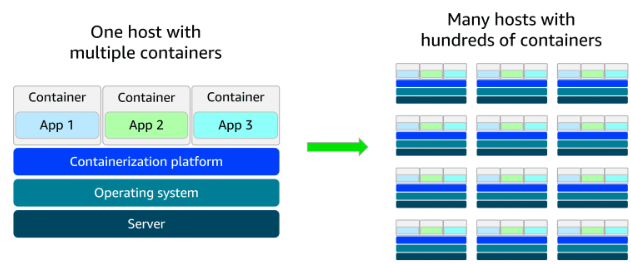 One host with
multiple containers
Container
Container
Container
App 1
App 2
App 3
Containerization platform
Operating system
Server
Many hosts with
hundreds of containers